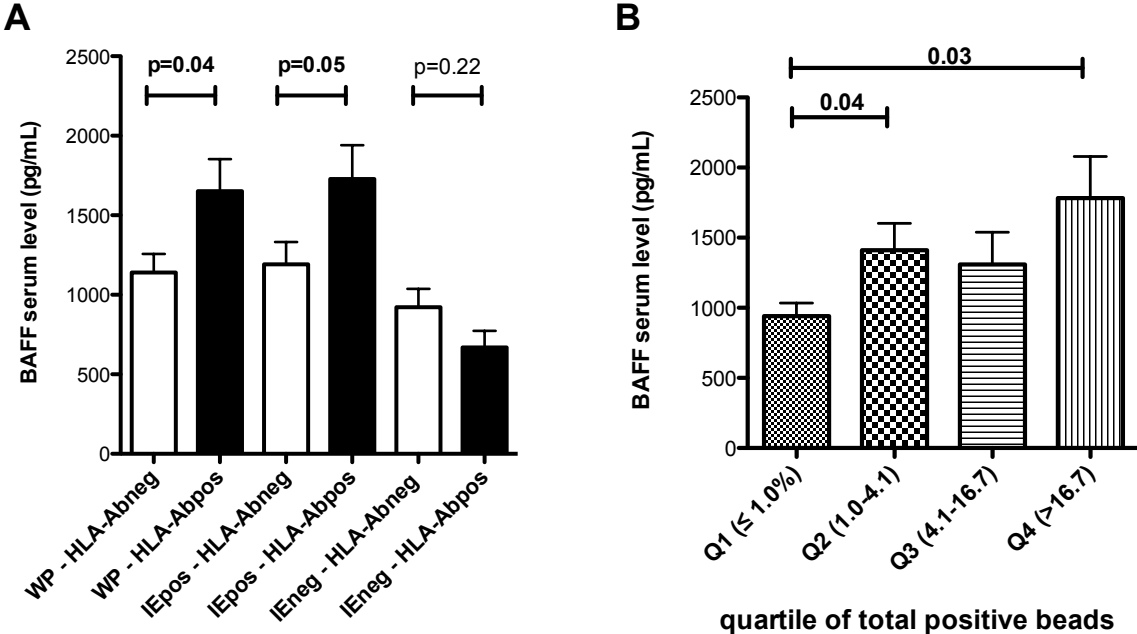 A
BAFF serum level (pg/mL)
2500
2000
1500
1000
500
0
p=0.04
p=0.05
p=0.22
WP - HLA-Abneg
WP - HLA-Abpos
IEpos - HLA-Abneg
IEpos - HLA-Abpos
IEneg - HLA-Abneg
IEneg - HLA-Abpos
B
BAFF serum level (pg/mL)
2500
2000
1500
1000
500
0
0.03
0.04
Q1 (≤ 1.0%)
Q2 (1.0-4.1)
Q3 (4.1-16.7)
Q4 (>16.7)
quartile of total positive beads